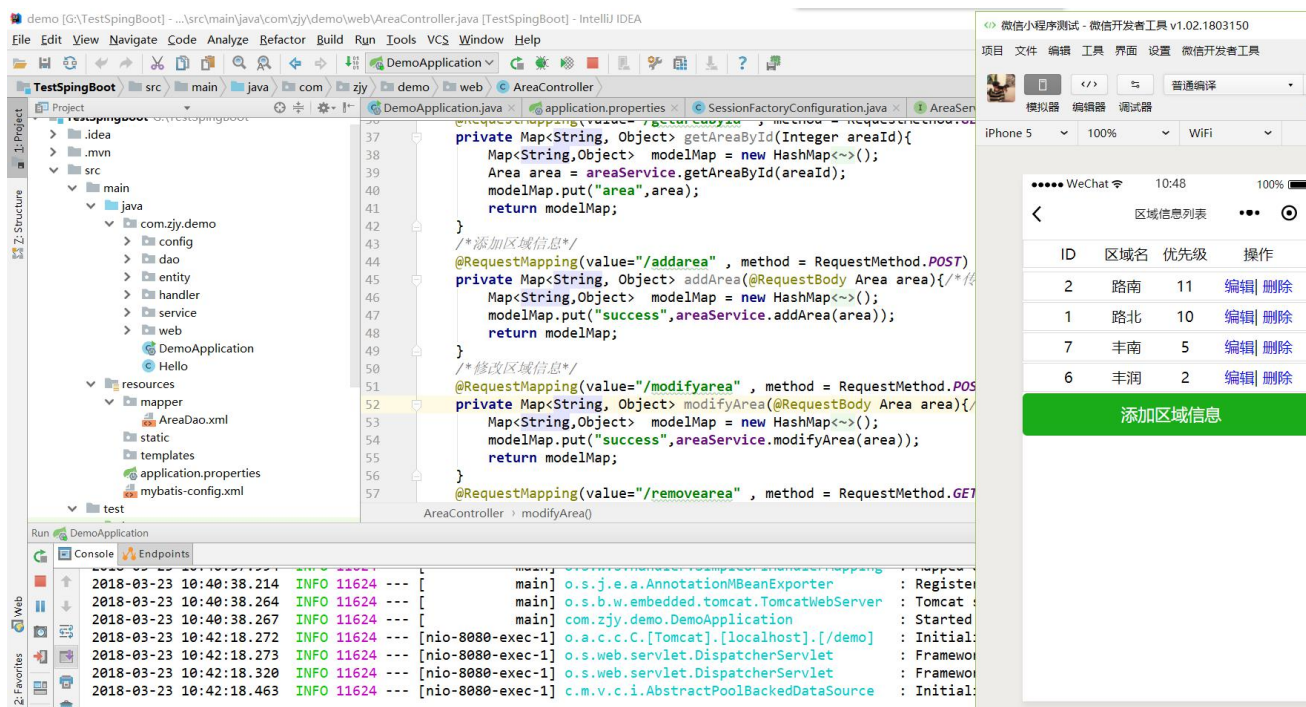 demo [G:\TestSpingBoot] - ...\src\main\java\com\zjy\demo\web\AreaController.java [TestSpingBoot] - IntelliJ IDEA
File Edit View Navigate Code Analyze Refactor Build Run Tools VCS Window Help
DemoApplication
TestSpingBoot src main java com zjy demo web AreaController
Project
DemoApplication.java × application.properties × SessionFactoryConfiguration.java × AreaSer
1: Project
Z: Structure
Web
2: Favorites
TestSpingBoot G:\TestSpingBoot
.idea
.mvn
src
main
java
com.zjy.demo
config
dao
entity
handler
service
web
DemoApplication
Hello
resources
mapper
AreaDao.xml
static
templates
application.properties
mybatis-config.xml
test
37 private Map<String, Object> getAreaById(Integer areaId){
38 Map<String,Object> modelMap = new HashMap<~>();
39 Area area = areaService.getAreaById(areaId);
40 modelMap.put("area",area);
41 return modelMap;
42 }
43 /*添加区域信息*/
44 @RequestMapping(value="/addarea" , method = RequestMethod.POST)
45 private Map<String, Object> addArea(@RequestBody Area area){/*
46 Map<String,Object> modelMap = new HashMap<~>();
47 modelMap.put("success",areaService.addArea(area));
48 return modelMap;
49 }
50 /*修改区域信息*/
51 @RequestMapping(value="/modifyarea" , method = RequestMethod.POS
52 private Map<String, Object> modifyArea(@RequestBody Area area){/
53 Map<String,Object> modelMap = new HashMap<~>();
54 modelMap.put("success",areaService.modifyArea(area));
55 return modelMap;
56 }
57 @RequestMapping(value="/removearea" , method = RequestMethod.GET
AreaController › modifyArea()
Run DemoApplication
Console Endpoints
2018-03-23 10:40:38.214 INFO 11624 --- [ main] o.s.j.e.a.AnnotationMBeanExporter : Register
2018-03-23 10:40:38.264 INFO 11624 --- [ main] o.s.b.w.embedded.tomcat.TomcatWebServer : Tomcat s
2018-03-23 10:40:38.267 INFO 11624 --- [ main] com.zjy.demo.DemoApplication : Started
2018-03-23 10:42:18.272 INFO 11624 --- [nio-8080-exec-1] o.a.c.c.C.[Tomcat].[localhost].[/demo] : Initiali
2018-03-23 10:42:18.273 INFO 11624 --- [nio-8080-exec-1] o.s.web.servlet.DispatcherServlet : Framewor
2018-03-23 10:42:18.320 INFO 11624 --- [nio-8080-exec-1] o.s.web.servlet.DispatcherServlet : Framewor
2018-03-23 10:42:18.463 INFO 11624 --- [nio-8080-exec-1] c.m.v.c.i.AbstractPoolBackedDataSource : Initiali
微信小程序测试 - 微信开发者工具 v1.02.1803150
项目 文件 编辑 工具 界面 设置 微信开发者工具
模拟器 编辑器 调试器 普通编译
iPhone 5 100% WiFi
WeChat 10:48 100%
区域信息列表
ID 区域名 优先级 操作
2 路南 11 编辑| 删除
1 路北 10 编辑| 删除
7 丰南 5 编辑| 删除
6 丰润 2 编辑| 删除
添加区域信息